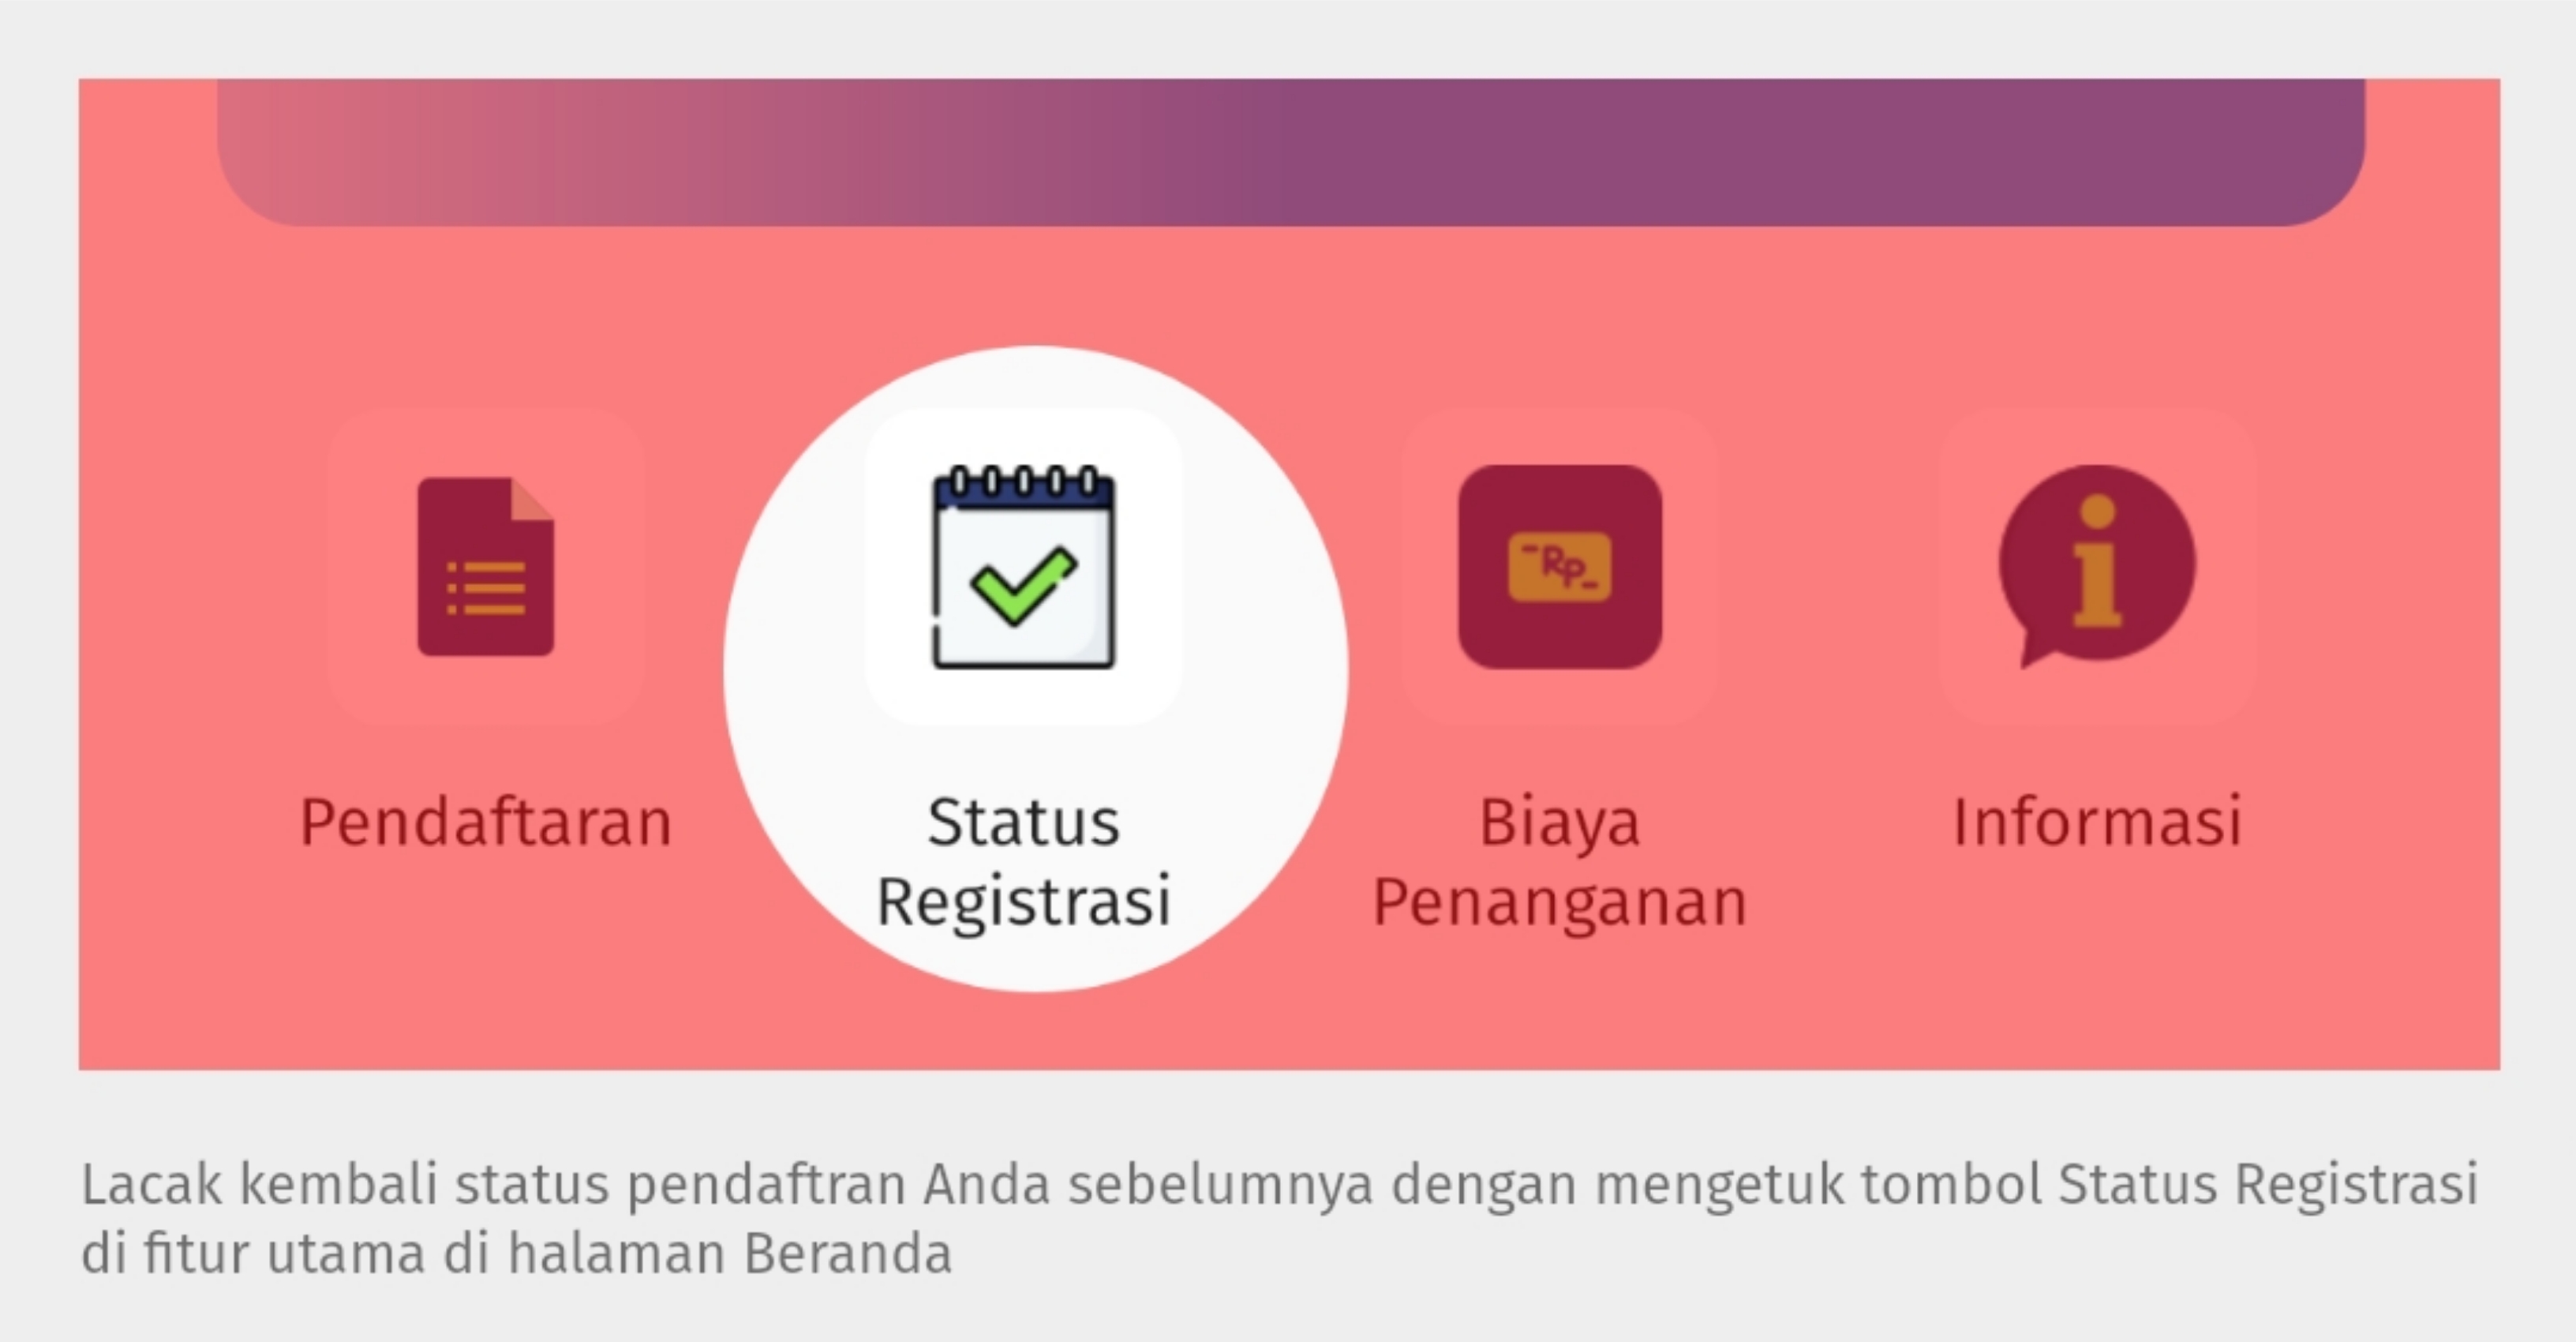 Rp
Pendaftaran
Status
Registrasi
Biaya
Penanganan
Informasi
Lacak kembali status pendaftran Anda sebelumnya dengan mengetuk tombol Status Registrasi
di fitur utama di halaman Beranda